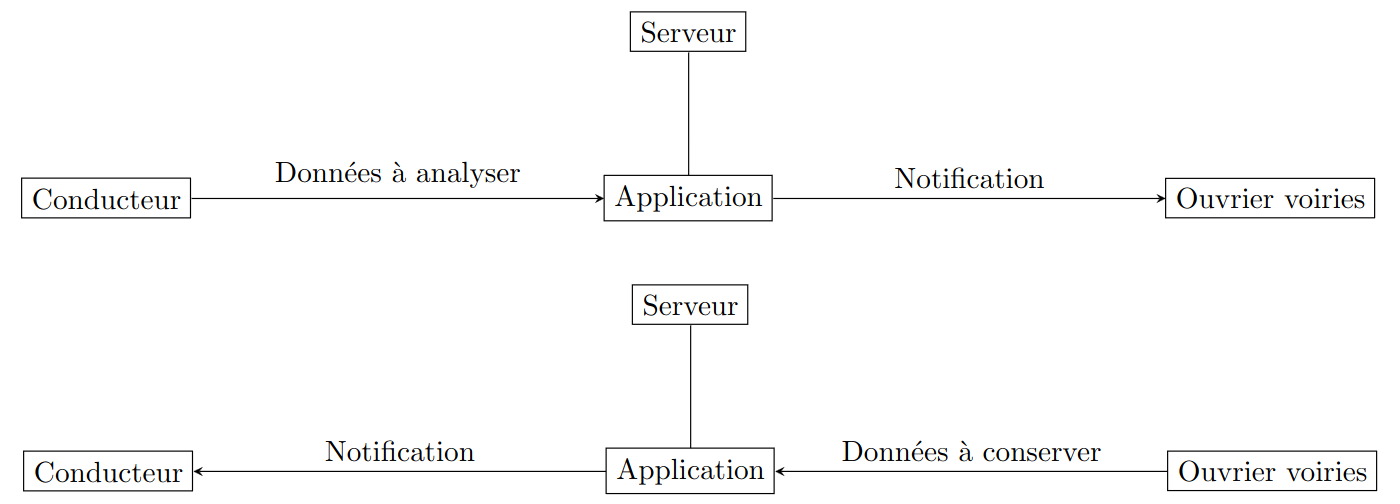 Serveur
Données à analyser
Notification
Conducteur
Application
Ouvrier voiries
Serveur
Notification
Données à conserver
Conducteur
Application
Ouvrier voiries